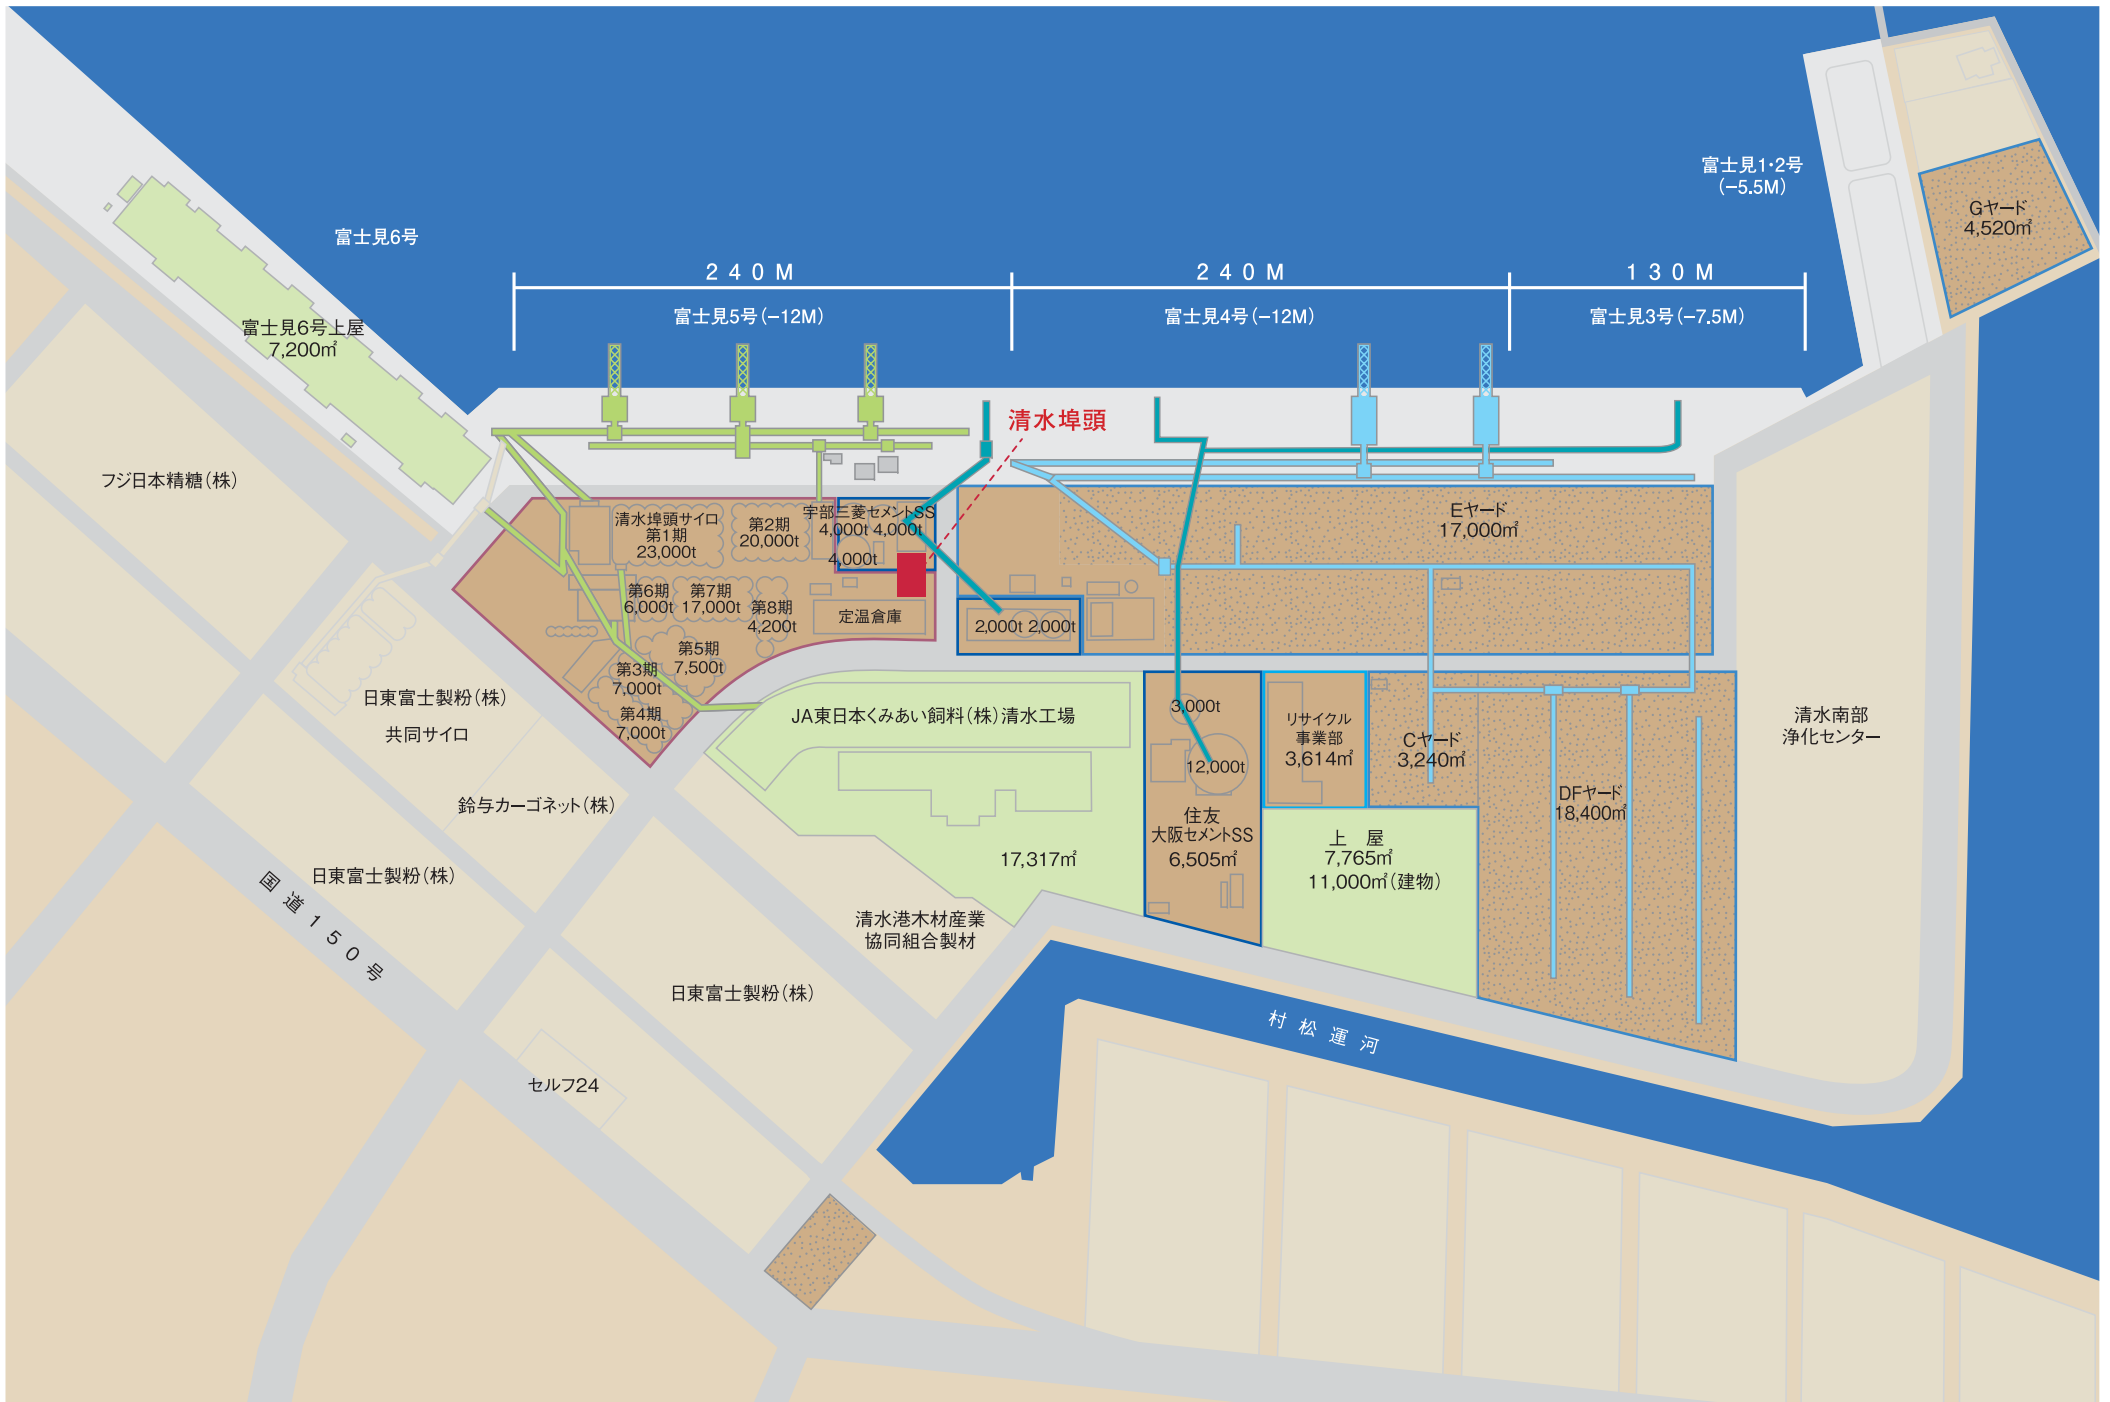 富士見1・2号
(−5.5M)
Gヤード
4,520㎡
富士見6号
240M
240M
130M
富士見5号(−12M)
富士見4号(−12M)
富士見3号(−7.5M)
富士見6号上屋
7,200㎡
清水埠頭
フジ日本精糖(株)
清水埠頭サイロ
第1期
23,000t
第2期
20,000t
宇部三菱セメントSS
4,000t 4,000t
4,000t
Eヤード
17,000㎡
第6期
6,000t
第7期
17,000t
第8期
4,200t
定温倉庫
2,000t 2,000t
第5期
7,500t
第3期
7,000t
第4期
7,000t
日東富士製粉(株)
共同サイロ
JA東日本くみあい飼料(株)清水工場
17,317㎡
3,000t
12,000t
住友
大阪セメントSS
6,505㎡
リサイクル
事業部
3,614㎡
Cヤード
3,240㎡
DFヤード
18,400㎡
清水南部
浄化センター
上 屋
7,765㎡
11,000㎡(建物)
鈴与カーゴネット(株)
日東富士製粉(株)
国道150号
清水港木材産業
協同組合製材
日東富士製粉(株)
村松運河
セルフ24